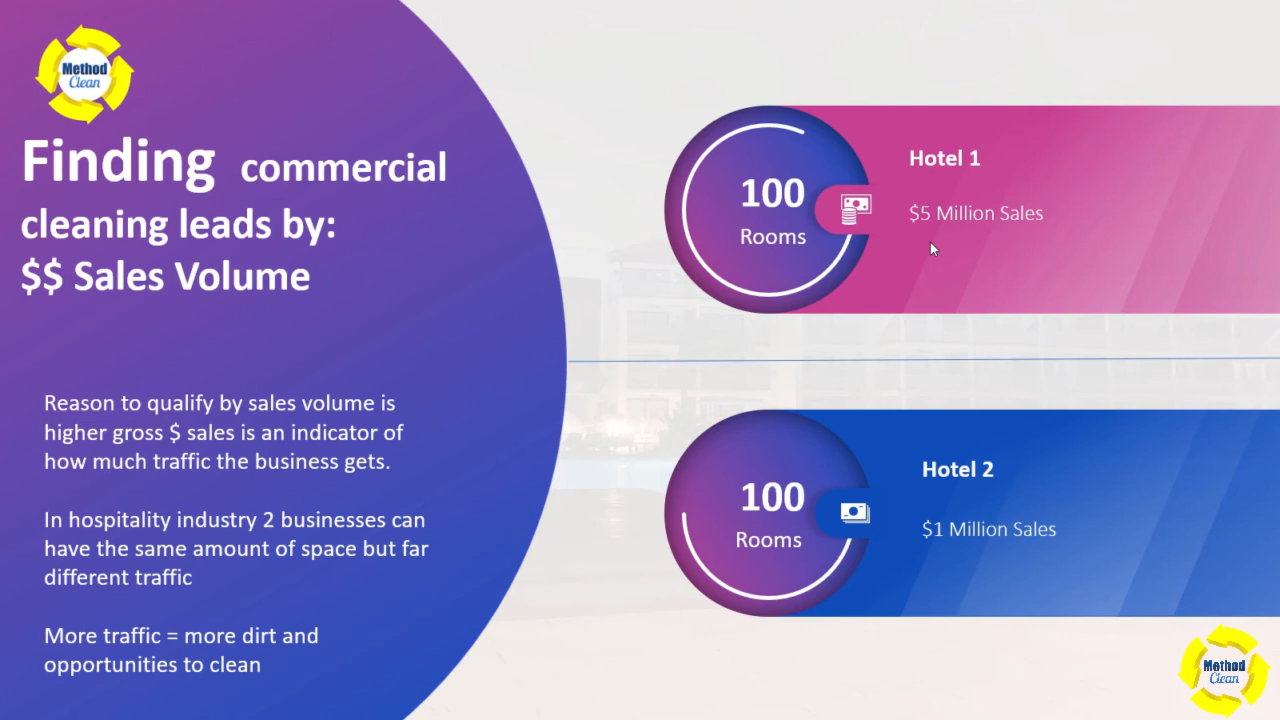 Method
Clean
Finding commercial
cleaning leads by:
$$ Sales Volume
Reason to qualify by sales volume is
higher gross $ sales is an indicator of
how much traffic the business gets.
In hospitality industry 2 businesses can
have the same amount of space but far
different traffic
More traffic = more dirt and
opportunities to clean
100
Rooms
Hotel 1
$5 Million Sales
100
Rooms
Hotel 2
$1 Million Sales
Method
Clean